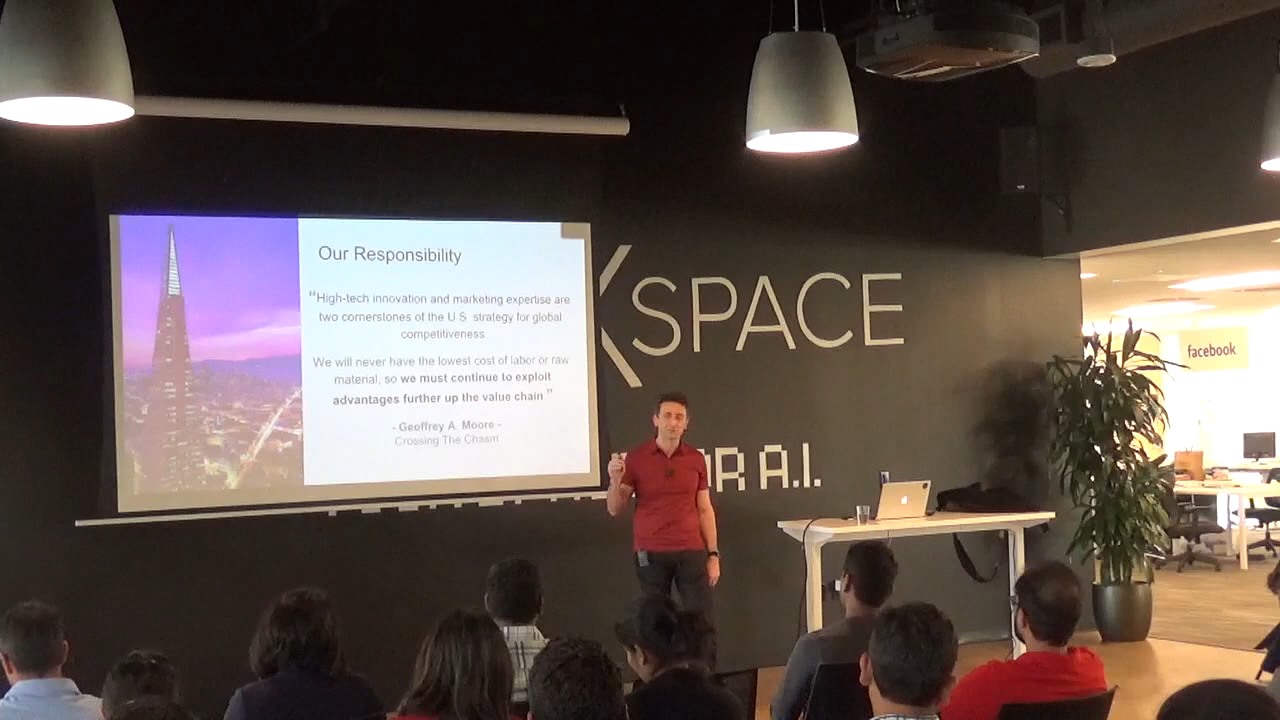 Our Responsibility
“High-tech innovation and marketing expertise are
two cornerstones of the U S strategy for global
competitiveness
We will never have the lowest cost of labor or raw
material, so we must continue to exploit
advantages further up the value chain”
- Geoffrey A. Moore -
Crossing The Chasm
SPACE
A.I.
facebook